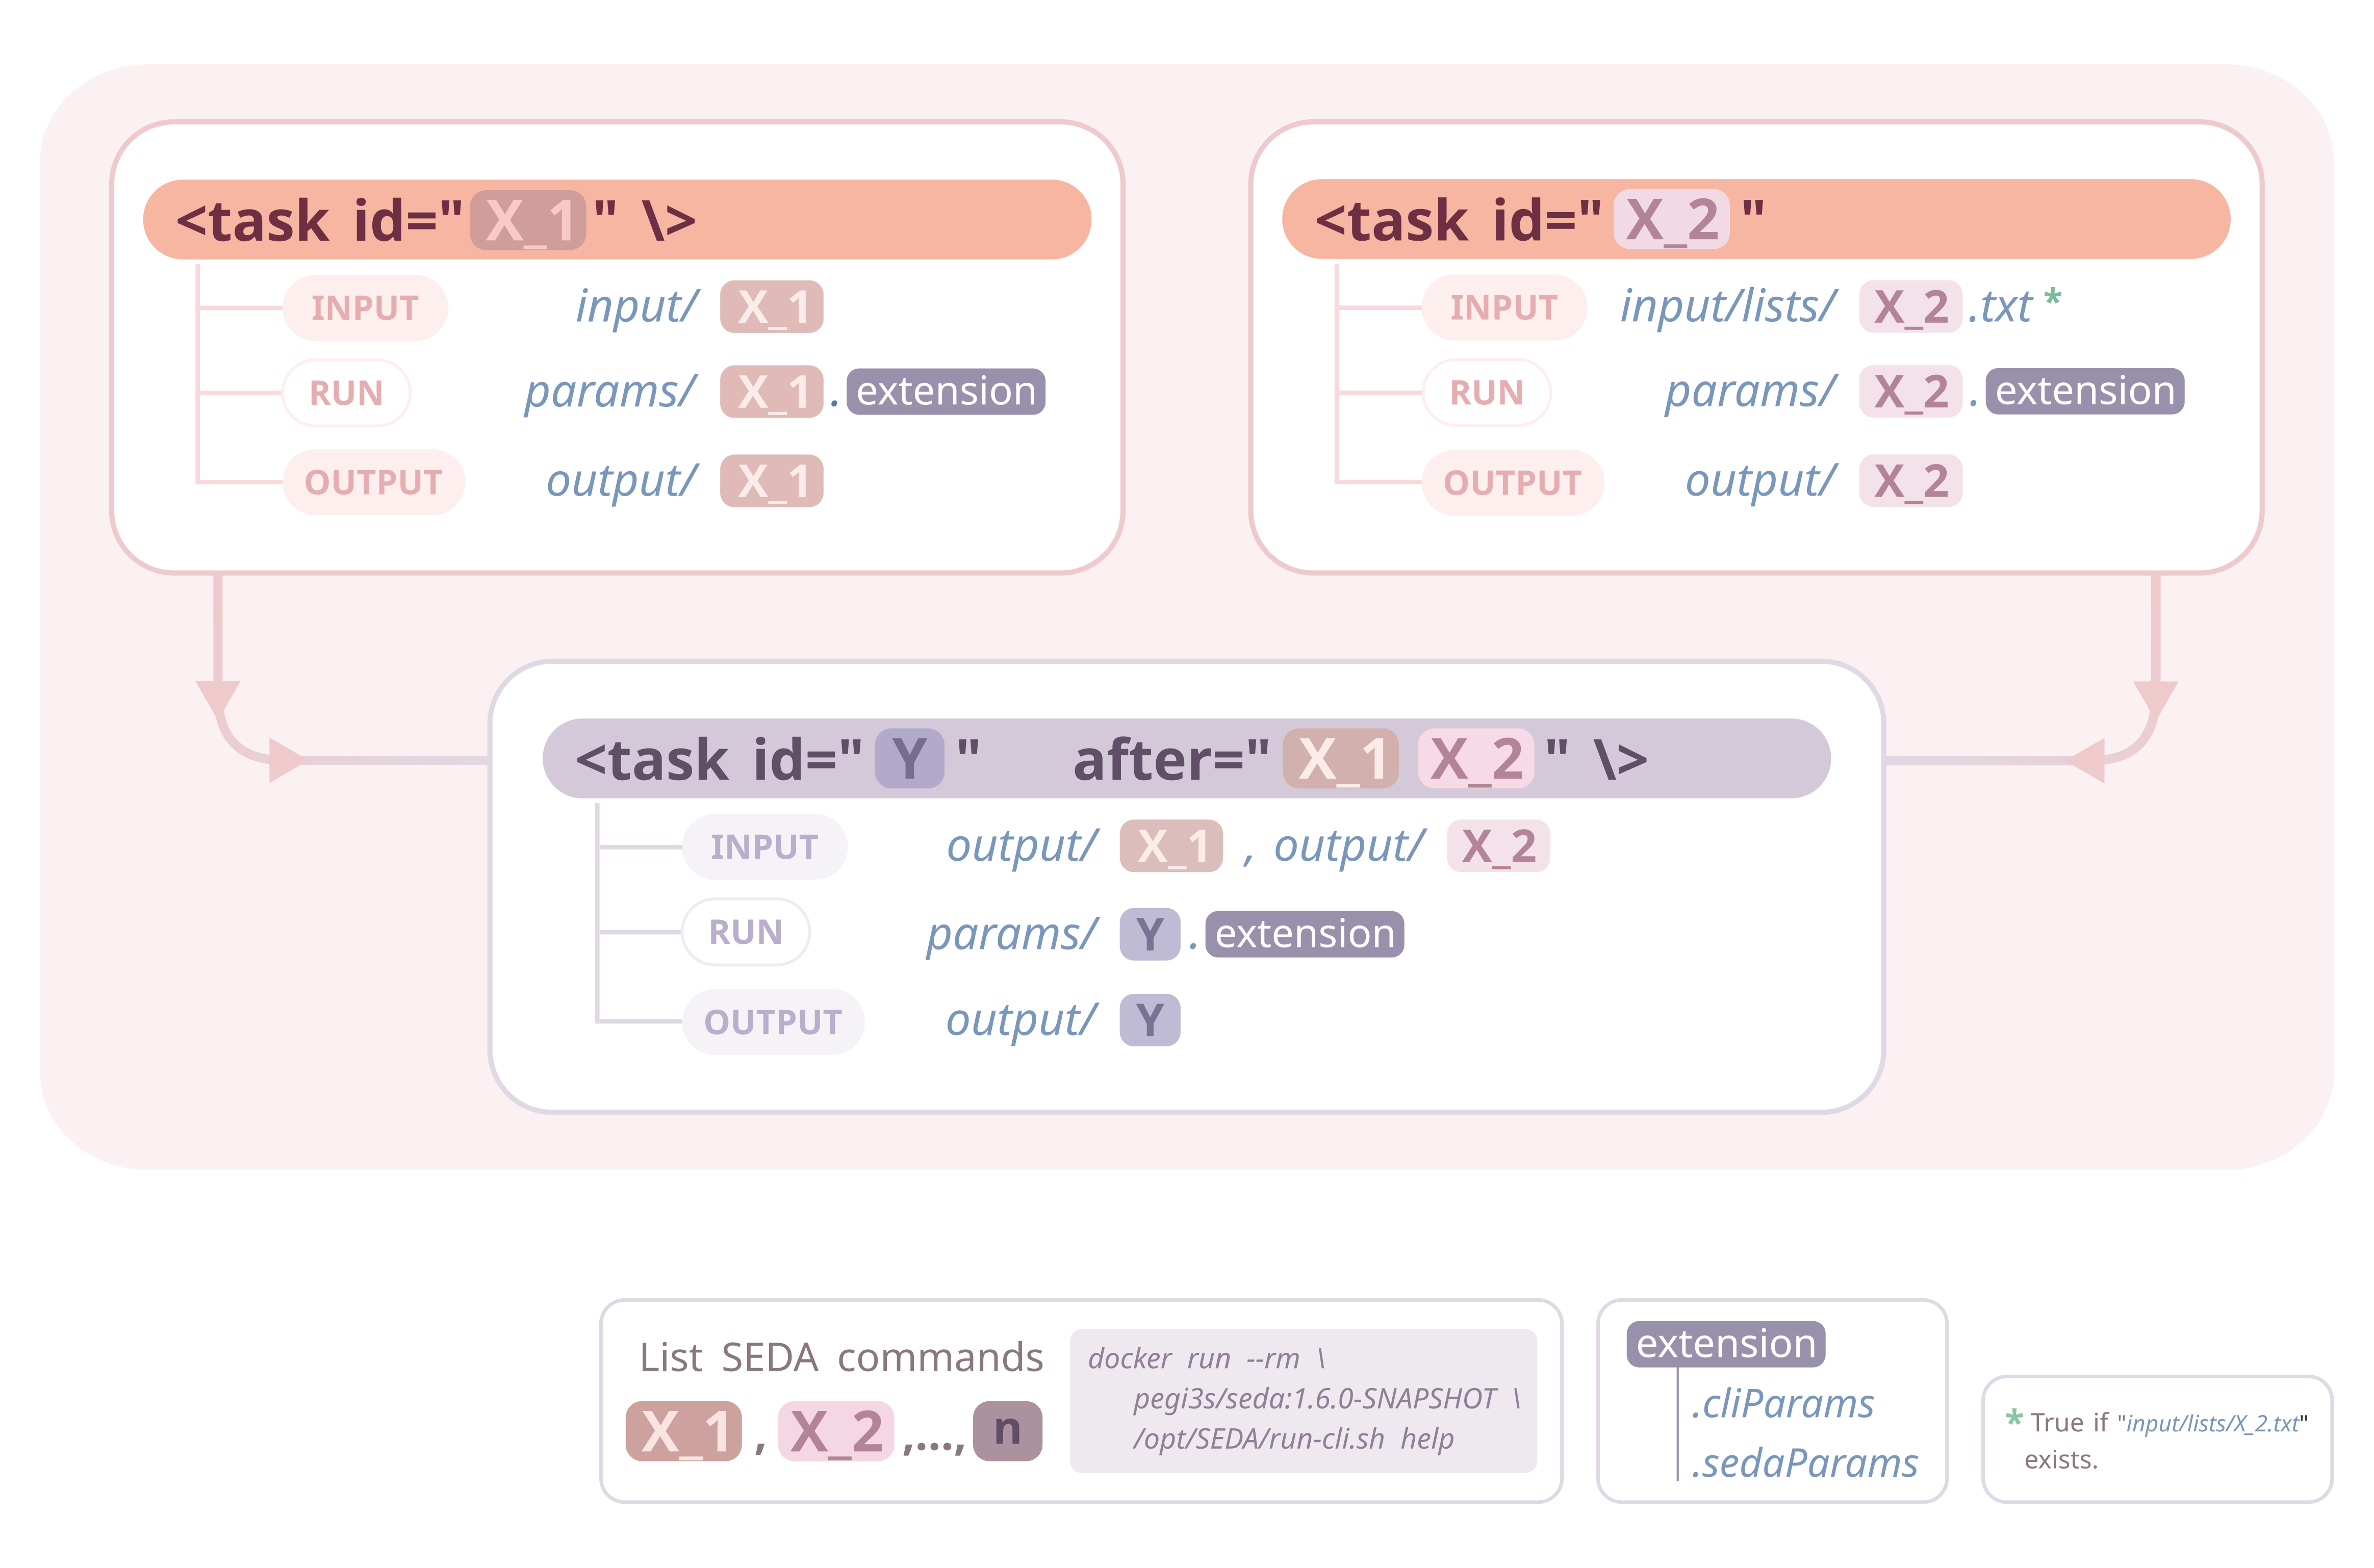 <task id="X_1" \>
INPUT input/ X_1
RUN params/ X_1 . extension
OUTPUT output/ X_1
<task id="X_2"
INPUT input/lists/ X_2 .txt *
RUN params/ X_2 . extension
OUTPUT output/ X_2
<task id="Y" after="X_1 X_2" \>
INPUT output/ X_1 , output/ X_2
RUN params/ Y . extension
OUTPUT output/ Y
List SEDA commands
X_1 , X_2 ,..., n
docker run --rm \
pegi3s/seda:1.6.0-SNAPSHOT \
/opt/SEDA/run-cli.sh help
extension
.cliParams
.sedaParams
* True if "input/lists/X_2.txt"
exists.